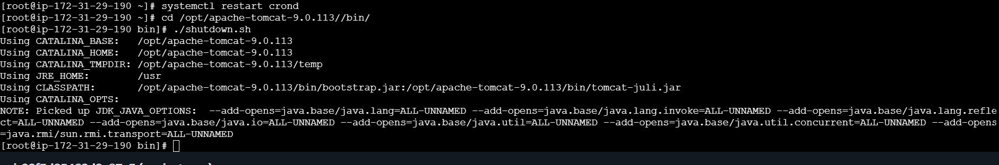 [root@ip-172-31-29-190 ~]# systemctl restart crond
[root@ip-172-31-29-190 ~]# cd /opt/apache-tomcat-9.0.113//bin/
[root@ip-172-31-29-190 bin]# ./shutdown.sh
Using CATALINA_BASE:   /opt/apache-tomcat-9.0.113
Using CATALINA_HOME:   /opt/apache-tomcat-9.0.113
Using CATALINA_TMPDIR: /opt/apache-tomcat-9.0.113/temp
Using JRE_HOME:        /usr
Using CLASSPATH:       /opt/apache-tomcat-9.0.113/bin/bootstrap.jar:/opt/apache-tomcat-9.0.113/bin/tomcat-juli.jar
Using CATALINA_OPTS:
NOTE: Picked up JDK_JAVA_OPTIONS:  --add-opens=java.base/java.lang=ALL-UNNAMED --add-opens=java.base/java.lang.invoke=ALL-UNNAMED --add-opens=java.base/java.lang.refle
ct=ALL-UNNAMED --add-opens=java.base/java.io=ALL-UNNAMED --add-opens=java.base/java.util=ALL-UNNAMED --add-opens=java.base/java.util.concurrent=ALL-UNNAMED --add-opens
=java.rmi/sun.rmi.transport=ALL-UNNAMED
[root@ip-172-31-29-190 bin]#